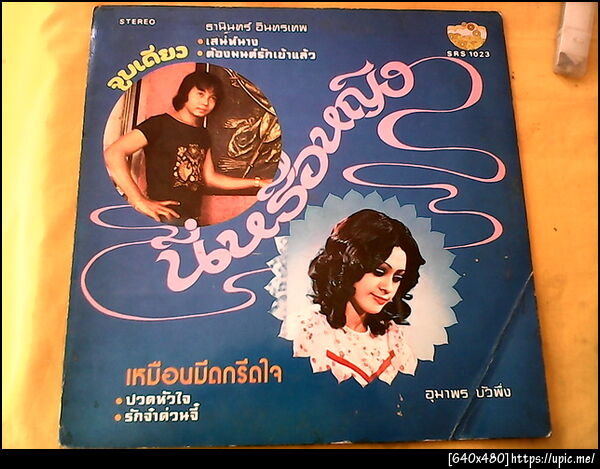 STEREO
ธานินทร์ อินทรเทพ
• เสน่ห์นาง
• ต้องมนต์รักเข้าแล้ว
SRS 1023
จูบเดียว
นี่หรือหญิง
เหมือนมีดกรีดใจ
• ปวดหัวใจ
• รักจ๋าด่วนจี๋
อุมาพร บัวพึ่ง
[640x480]https://upic.me/